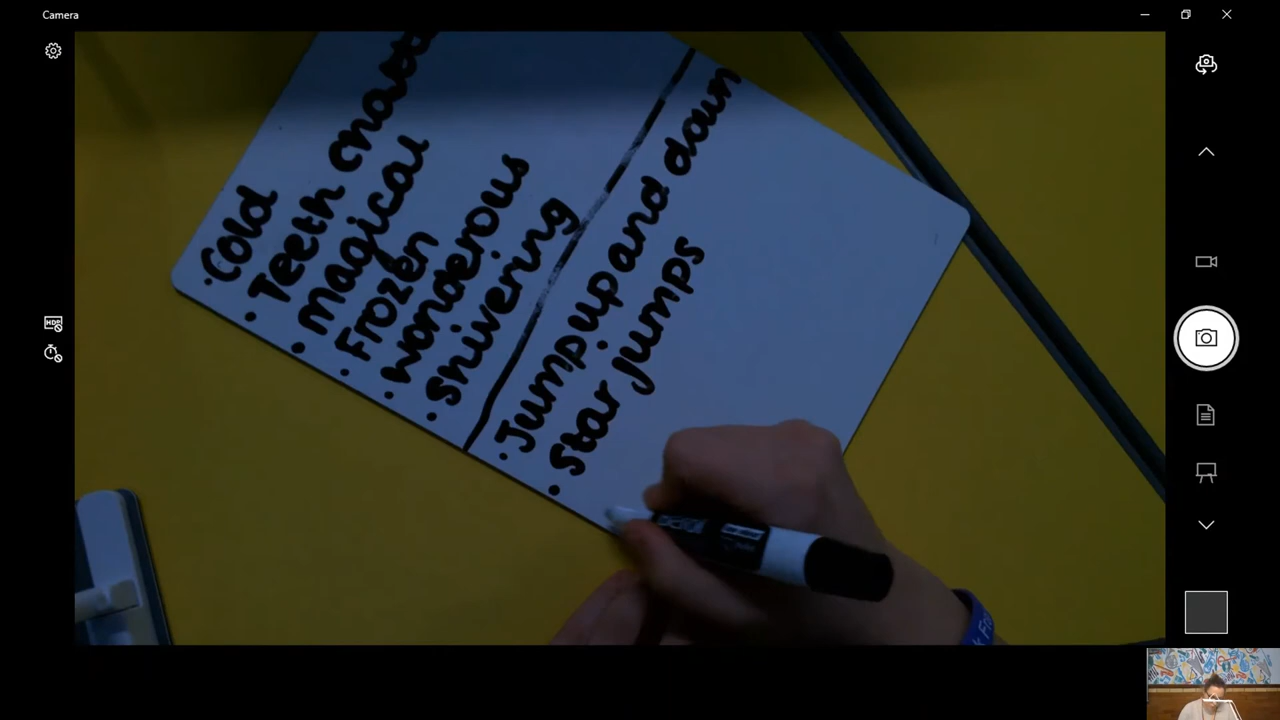 Camera
• Cold
• Teeth
• magical
• Frozen
• wonderous
• shivering
• Jump up and down
• star jumps